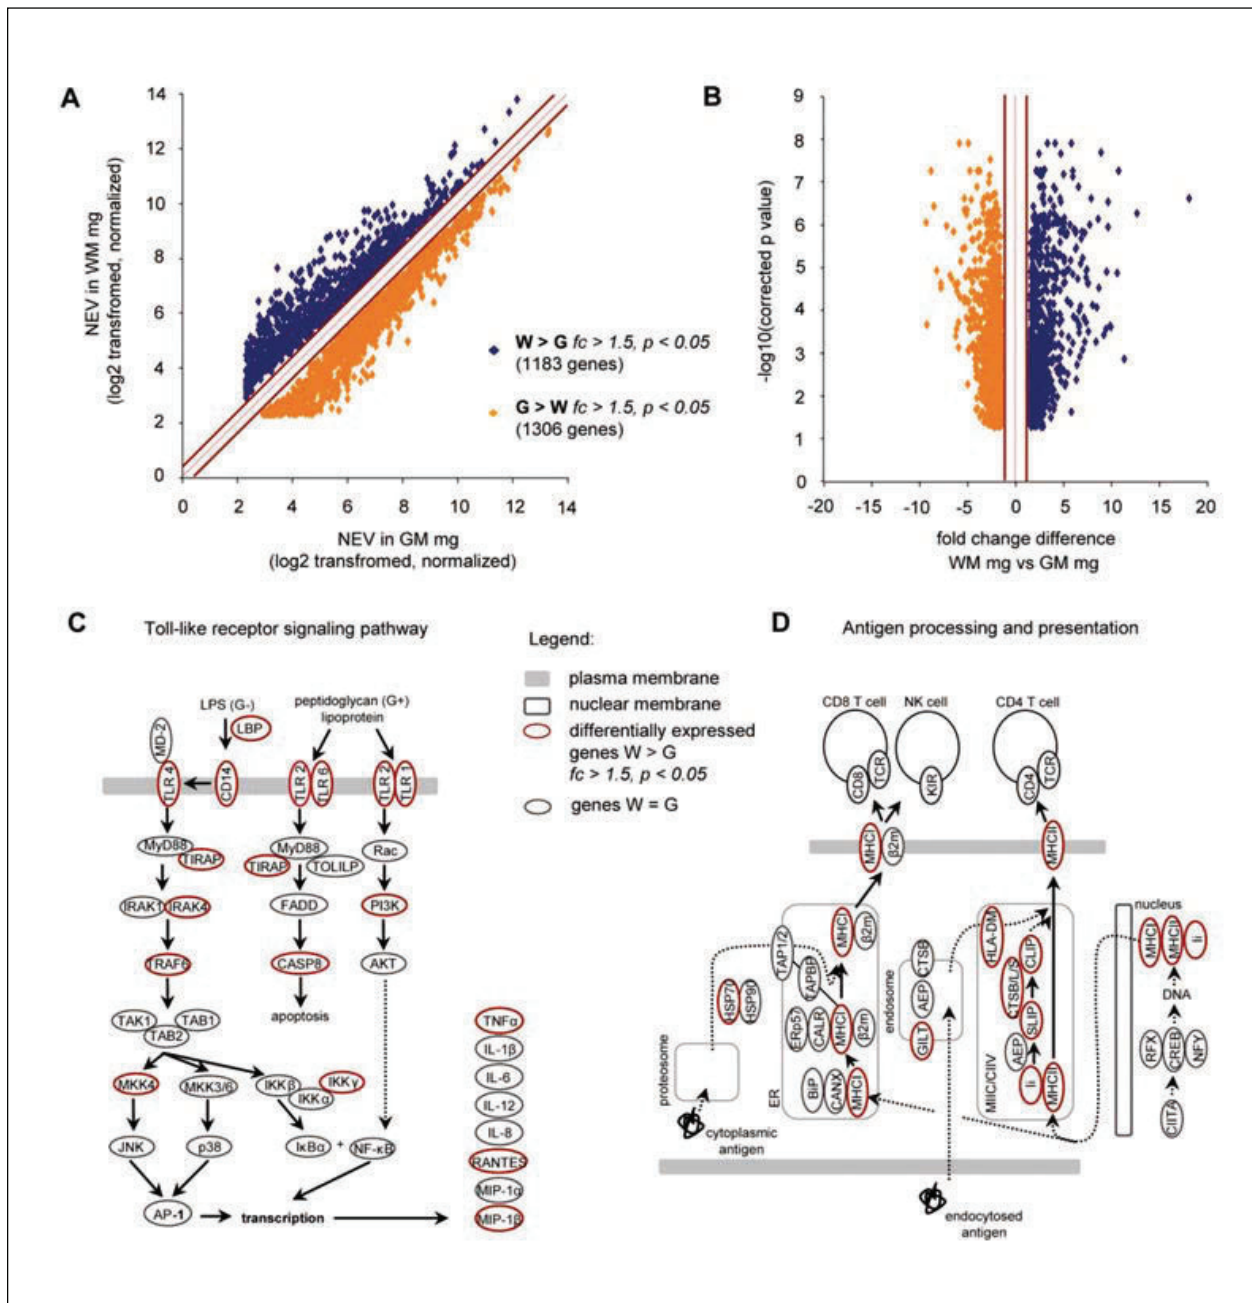 A
14
12
10
8
6
4
2
0
NEV in WM mg
(log2 transfromed, normalized)
W > G fc > 1.5, p < 0.05
(1183 genes)
G > W fc > 1.5, p < 0.05
(1306 genes)
0 2 4 6 8 10 12 14
NEV in GM mg
(log2 transfromed, normalized)
B
9
8
7
6
5
4
3
2
1
0
-log10(corrected p value)
-20 -15 -10 -5 0 5 10 15 20
fold change difference
WM mg vs GM mg
C
Toll-like receptor signaling pathway
LPS (G-)
peptidoglycan (G+)
lipoprotein
LBP
MD-2
TLR 4
CD14
TLR 2
TLR 6
TLR 2
TLR 1
MyD88
TIRAP
MyD88
TIRAP
TOLILP
Rac
IRAK1
IRAK4
FADD
PI3K
TRAF6
CASP8
AKT
apoptosis
TAK1
TAB1
TAB2
MKK4
MKK3/6
IKKβ
IKKα
IKKγ
JNK
p38
IκBα
+
NF-κB
AP-1
transcription
TNFα
IL-1β
IL-6
IL-12
IL-8
RANTES
MIP-1α
MIP-1β
Legend:
plasma membrane
nuclear membrane
differentially expressed
genes W > G
fc > 1.5, p < 0.05
genes W = G
D
Antigen processing and presentation
CD8 T cell
NK cell
CD4 T cell
CD8
TCR
KIR
CD4
TCR
MHCI
β2m
MHCII
nucleus
MHCI
MHCII
Ii
DNA
RFX
CREB
NFY
CIITA
TAP1/2
TAPBP
MHCI
β2m
HSP70
HSP90
ERp57
CALR
MHCI
β2m
BiP
CANX
MHCI
ER
proteosome
cytoplasmic
antigen
endosome
CTSB
AEP
GILT
HLA-DM
CTSB/L/S
CLIP
SLIP
AEP
Ii
MHCII
MIIC/CIIV
endocytosed
antigen